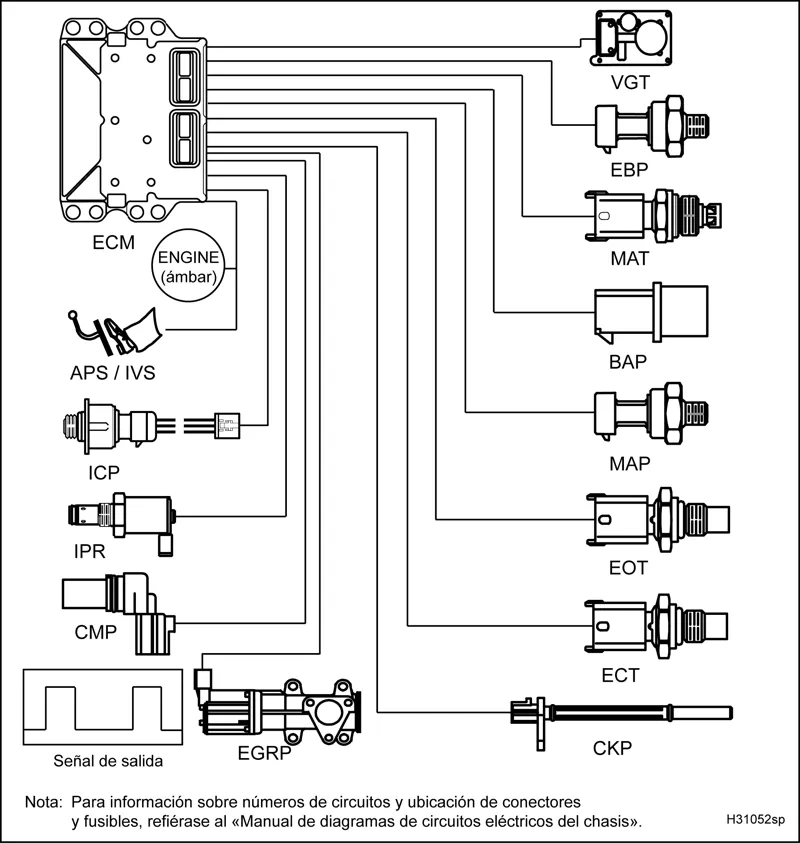 VGT
EBP
ECM
MAT
ENGINE
(ámbar)
BAP
APS / IVS
MAP
ICP
IPR
EOT
CMP
ECT
EGRP
CKP
Señal de salida
Nota: Para información sobre números de circuitos y ubicación de conectores
y fusibles, refiérase al «Manual de diagramas de circuitos eléctricos del chasis».
H31052sp